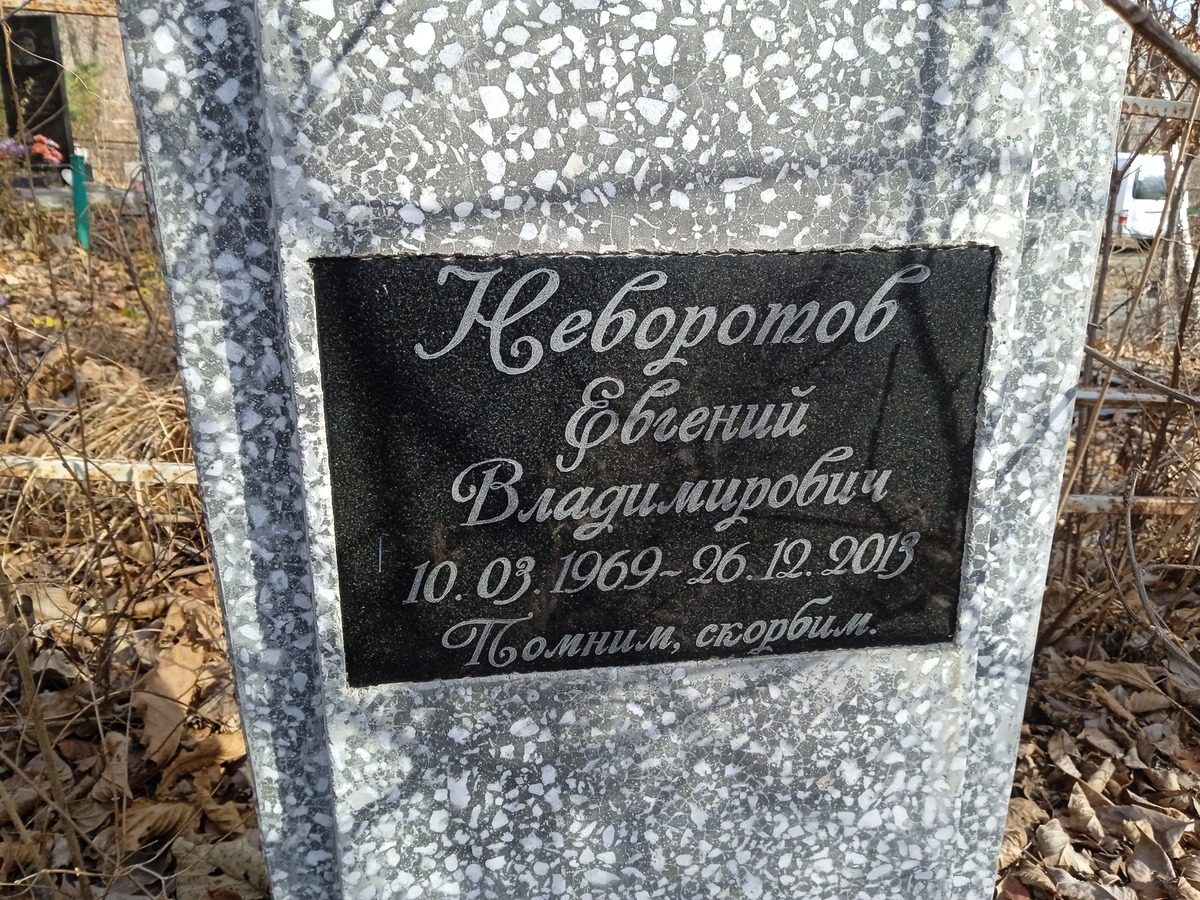 Неворотов
Евгений
Владимирович
10.03.1969-26.12.2013
Помним, скорбим.